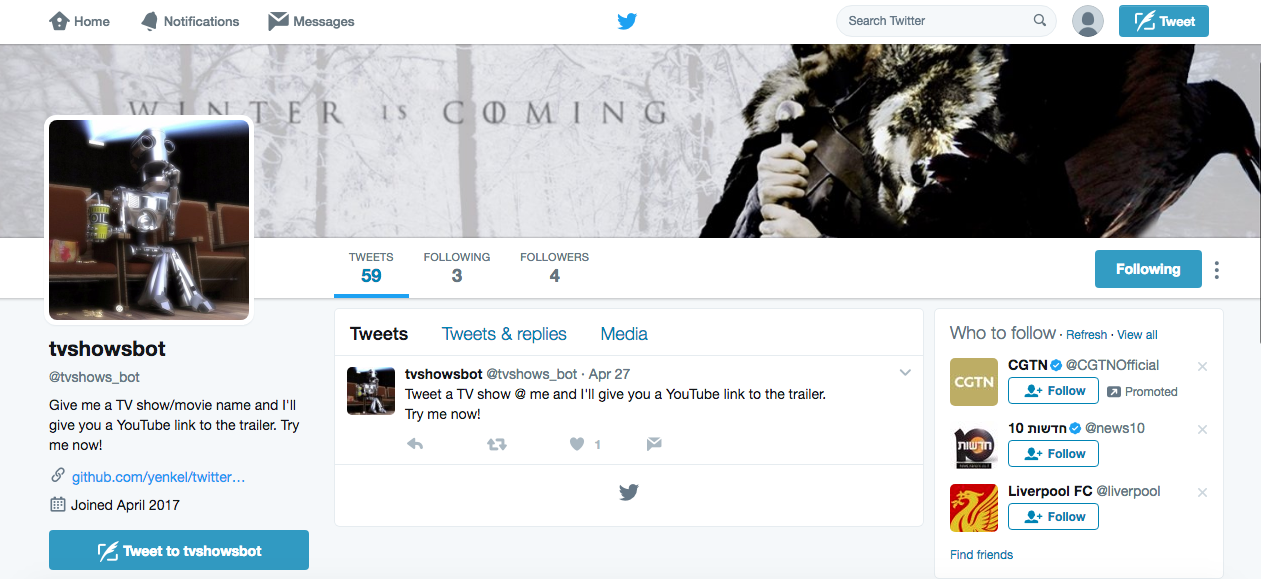 Home Notifications Messages Search Twitter Tweet
WINTER IS COMING
OIL
TWEETS FOLLOWING FOLLOWERS
59 3 4
Following
tvshowsbot
@tvshows_bot
Give me a TV show/movie name and I'll
give you a YouTube link to the trailer. Try
me now!
github.com/yenkel/twitter…
Joined April 2017
Tweet to tvshowsbot
Tweets Tweets & replies Media
tvshowsbot @tvshows_bot · Apr 27
Tweet a TV show @ me and I'll give you a YouTube link to the trailer.
Try me now!
1
Who to follow · Refresh · View all
CGTN
CGTN @CGTNOfficial
Follow Promoted
10
חדשות
חדשות 10 @news10
Follow
Liverpool FC @liverpool
Follow
Find friends